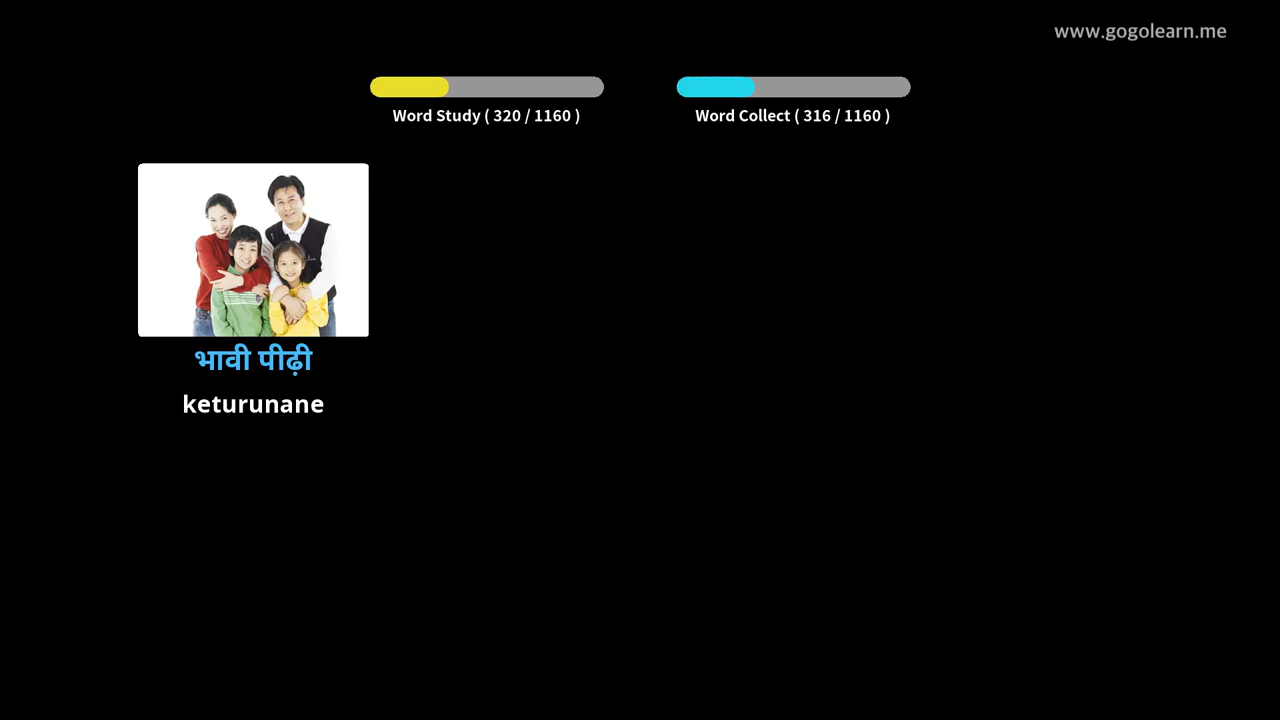 www.gogolearn.me
Word Study ( 320 / 1160 )
Word Collect ( 316 / 1160 )
भावी पीढ़ी
keturunane